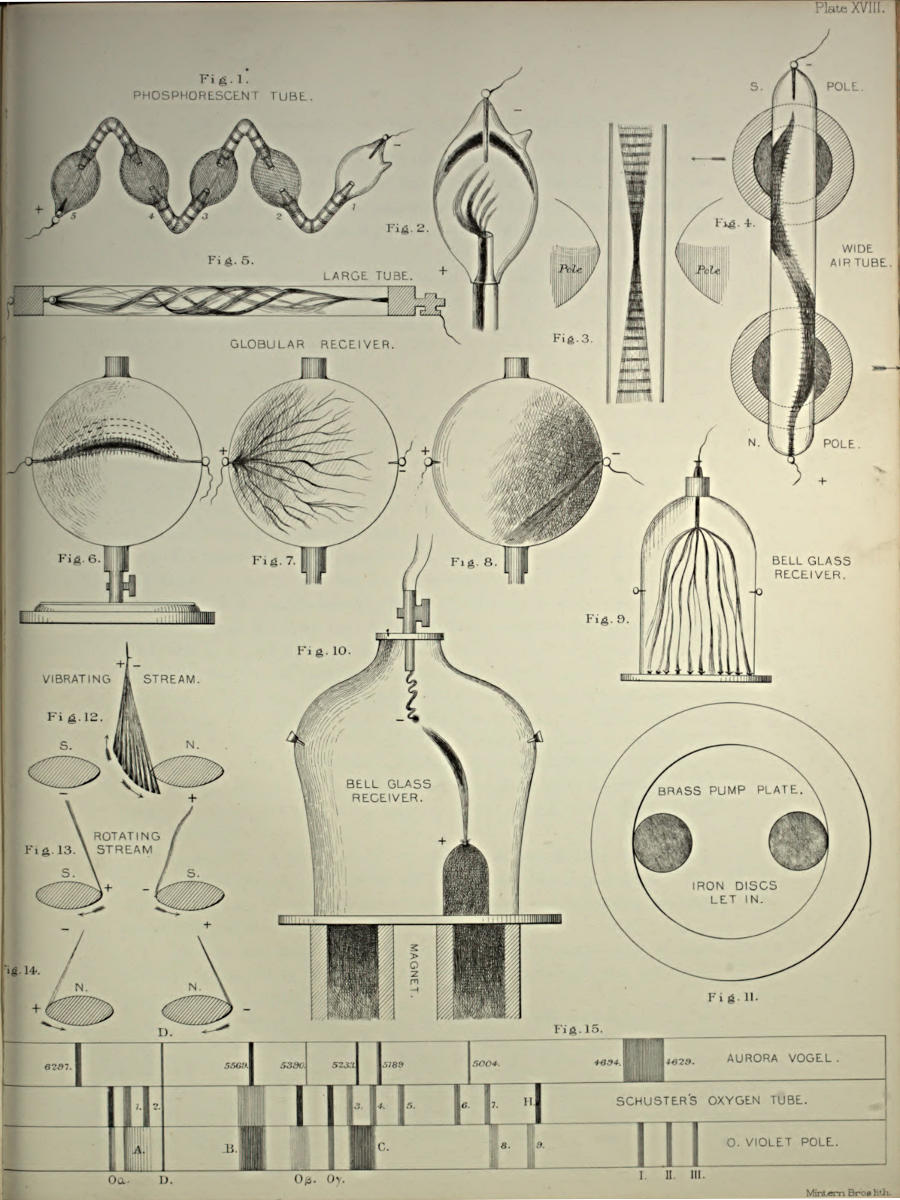 Plate XVIII.
Fig. 1.
PHOSPHORESCENT TUBE.
S. POLE.
-
-
-
+
5
4
3
2
1
Fig. 2.
+
Pole
Pole
Fig. 3.
Fig. 4.
WIDE
AIR TUBE.
N. POLE.
+
Fig. 5.
LARGE TUBE.
GLOBULAR RECEIVER.
+
-
+
-
Fig. 6.
Fig. 7.
Fig. 8.
BELL GLASS
RECEIVER.
Fig. 9.
Fig. 10.
-
BELL GLASS
RECEIVER.
+
MAGNET.
BRASS PUMP PLATE.
IRON DISCS
LET IN.
Fig. 11.
+ -
VIBRATING STREAM.
Fig. 12.
S.
N.
-
+
ROTATING
STREAM
Fig. 13.
S.
S.
+
-
-
+
ig. 14.
N.
N.
+
-
D.
Fig. 15.
6297.
5569.
5390.
5233.
5189
5004.
4694.
4629.
AURORA VOGEL.
1.
2.
3.
4.
5.
6.
7.
H.
SCHUSTER'S OXYGEN TUBE.
A.
B.
C.
8.
9.
O. VIOLET POLE.
Oα.
D.
Oβ.
Oγ.
I.
II.
III.
Mintern Bros lith.